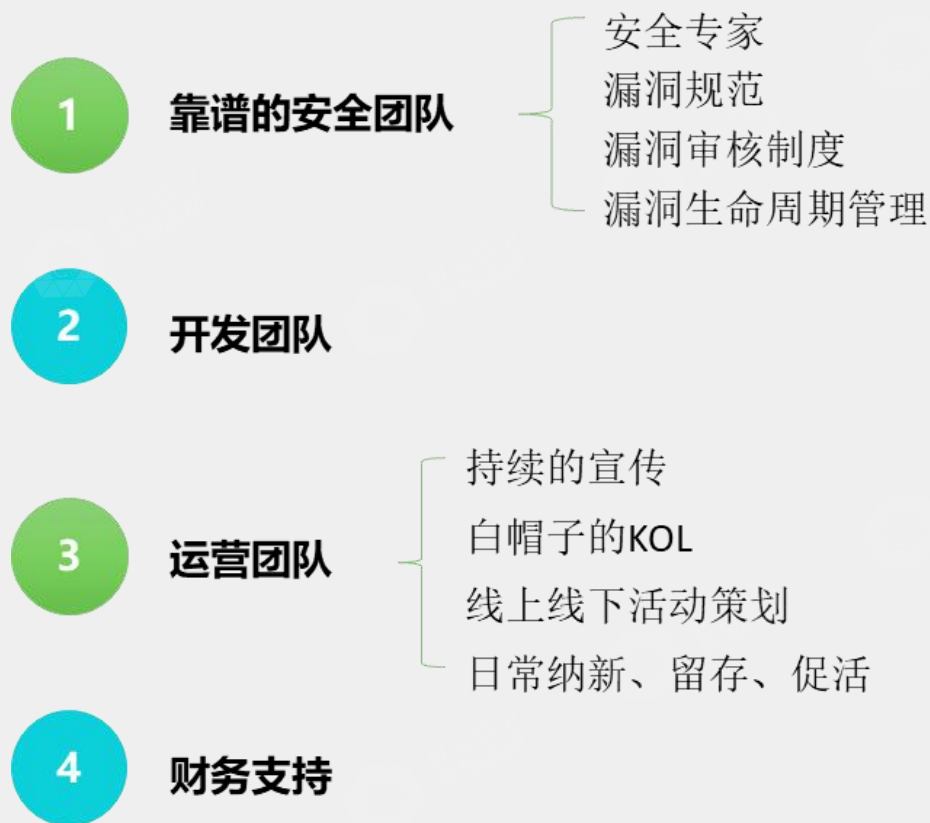 1
靠谱的安全团队
安全专家
漏洞规范
漏洞审核制度
漏洞生命周期管理
2
开发团队
3
运营团队
持续的宣传
白帽子的KOL
线上线下活动策划
日常纳新、留存、促活
4
财务支持